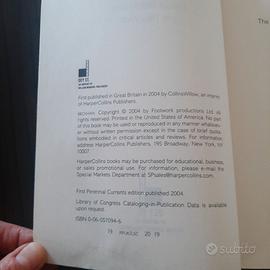 The
First published in Great Britain in 2004 by CollinsWillow, an imprint
of HarperCollins Publishers.
Copyright © 2004 by Footwork productions Ltd. All rights reserved.
Printed in the United States of America. No part
of this book may be used or reproduced in any manner whatsoever
without written permission except in the case of brief quotations
embodied in critical articles and reviews. For information
address HarperCollins Publishers, 195 Broadway, New York, NY
10007.
HarperCollins books may be purchased for educational, business,
or sales promotional use. For information, please e-mail the
Special Markets Department at SPsales@harpercollins.com.
First Perennial Currents edition published 2004.
Library of Congress Cataloging-in-Publication Data is available
upon request.
ISBN 0-06-057094-6
19
20 19
subito